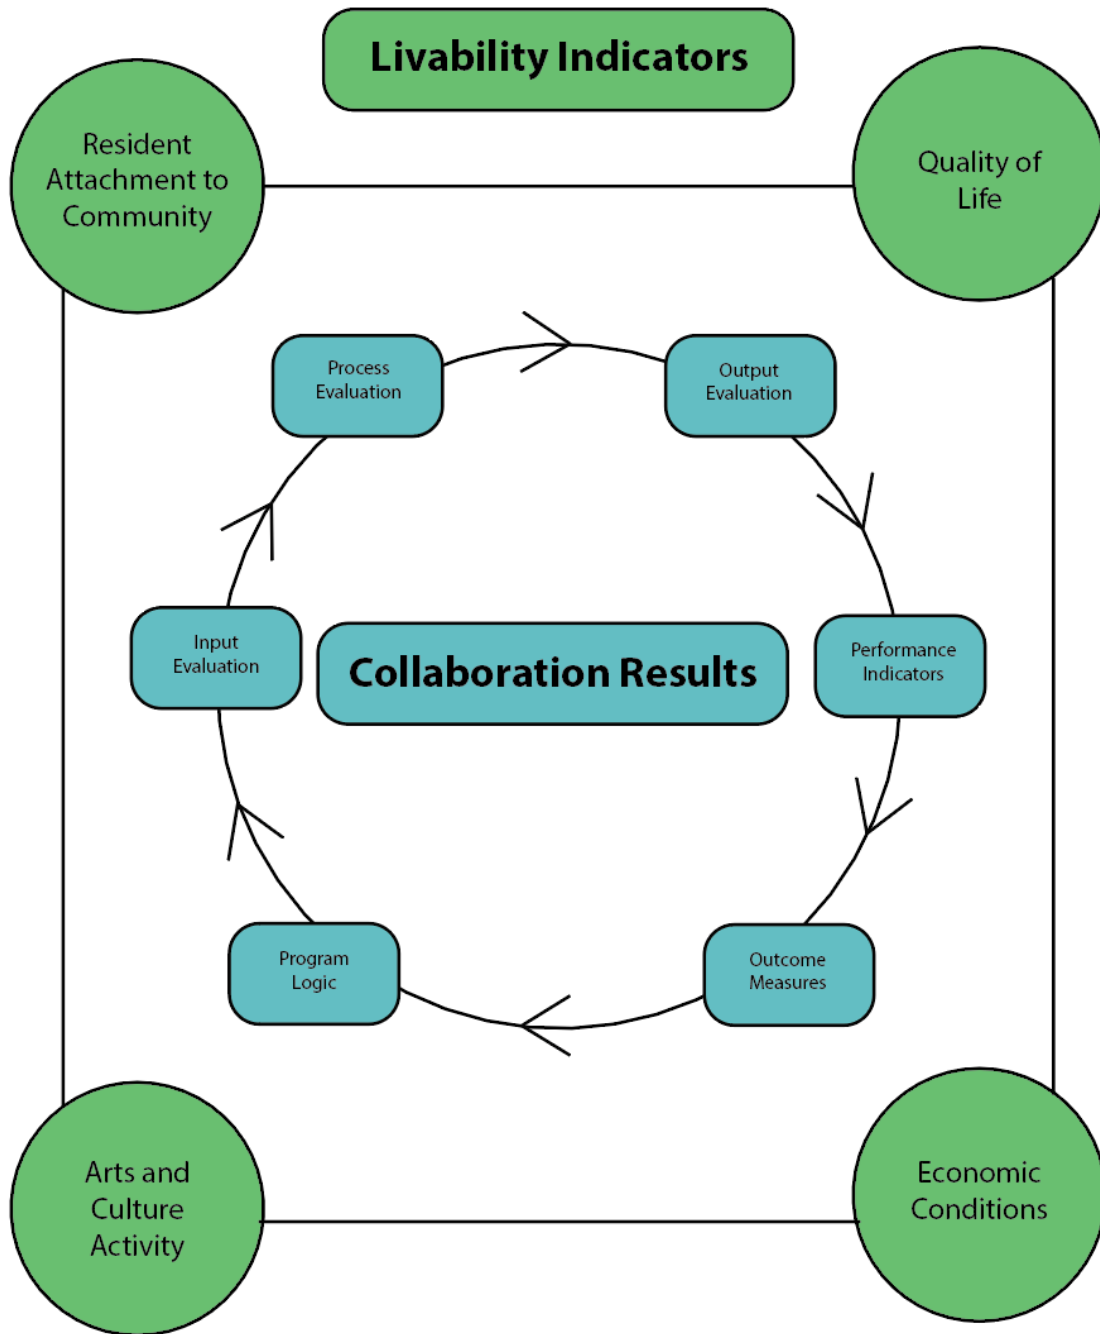 Livability Indicators
Resident
Attachment to
Community
Quality of
Life
Process
Evaluation
Output
Evaluation
Input
Evaluation
Collaboration Results
Performance
Indicators
Program
Logic
Outcome
Measures
Arts and
Culture
Activity
Economic
Conditions